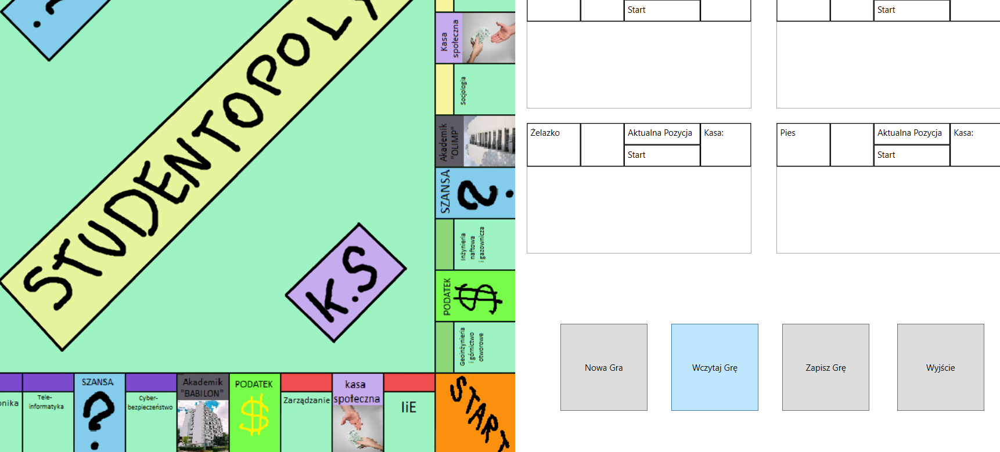 ?
STUDENTOPOLY
K.S
Kasa
społeczna
Socjologia
Akademik
"OLIMP"
SZANSA
?
Inżynieria
naftowa
i gazownicza
PODATEK
$
Geoinżynieria
i górnictwo
otworowe
onika
Tele-
informatyka
SZANSA
?
Cyber-
bezpieczeństwo
Akademik
"BABILON"
PODATEK
$
Zarządzanie
kasa
społeczna
IiE
START
Start
Start
Żelazko
Aktualna Pozycja
Kasa:
Start
Pies
Aktualna Pozycja
Kasa:
Start
Nowa Gra
Wczytaj Grę
Zapisz Grę
Wyjście